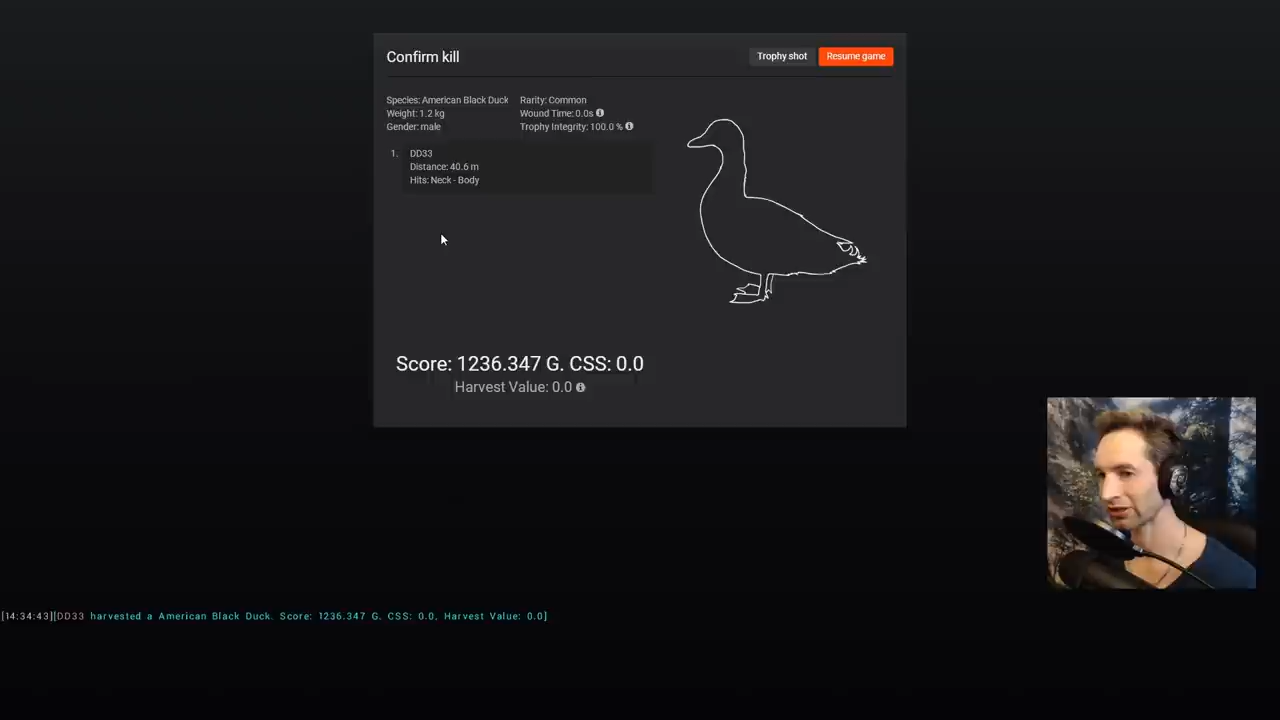 Confirm kill
Trophy shot
Resume game
Species: American Black Duck
Rarity: Common
Weight: 1.2 kg
Wound Time: 0.0s
Gender: male
Trophy Integrity: 100.0 %
1. DD33
Distance: 40.6 m
Hits: Neck - Body
Score: 1236.347 G. CSS: 0.0
Harvest Value: 0.0
[14:34:43][DD33 harvested a American Black Duck. Score: 1236.347 G. CSS: 0.0, Harvest Value: 0.0]